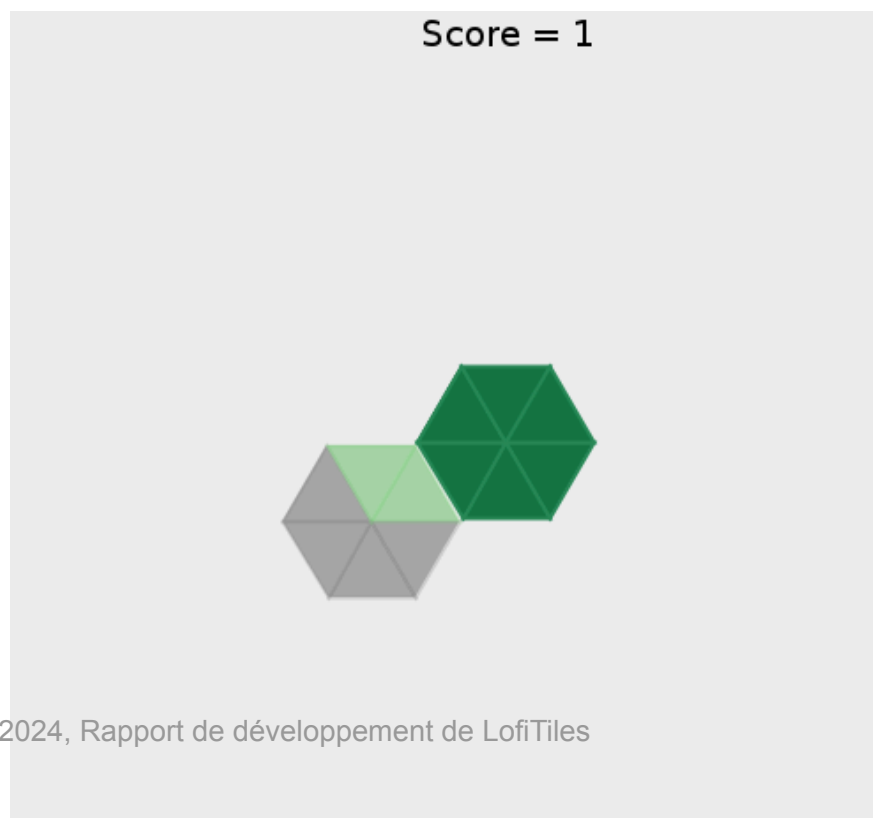 Score = 1
2024, Rapport de développement de LofiTiles